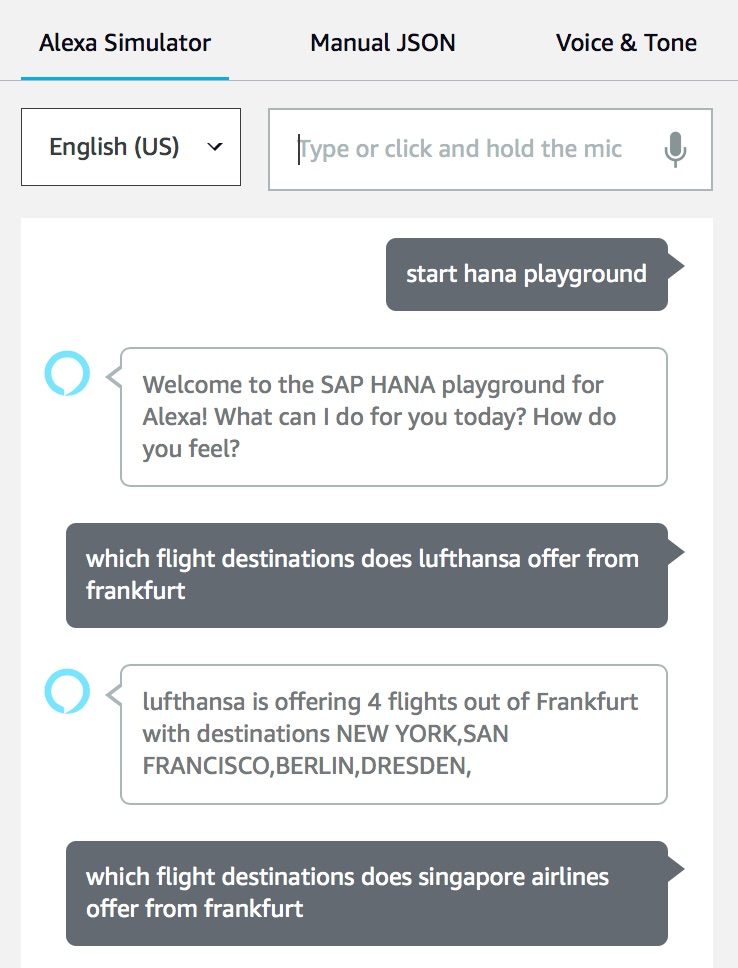 Alexa Simulator Manual JSON Voice & Tone
English (US) Type or click and hold the mic
start hana playground
Welcome to the SAP HANA playground for
Alexa! What can I do for you today? How do
you feel?
which flight destinations does lufthansa offer from
frankfurt
lufthansa is offering 4 flights out of Frankfurt
with destinations NEW YORK,SAN
FRANCISCO,BERLIN,DRESDEN,
which flight destinations does singapore airlines
offer from frankfurt